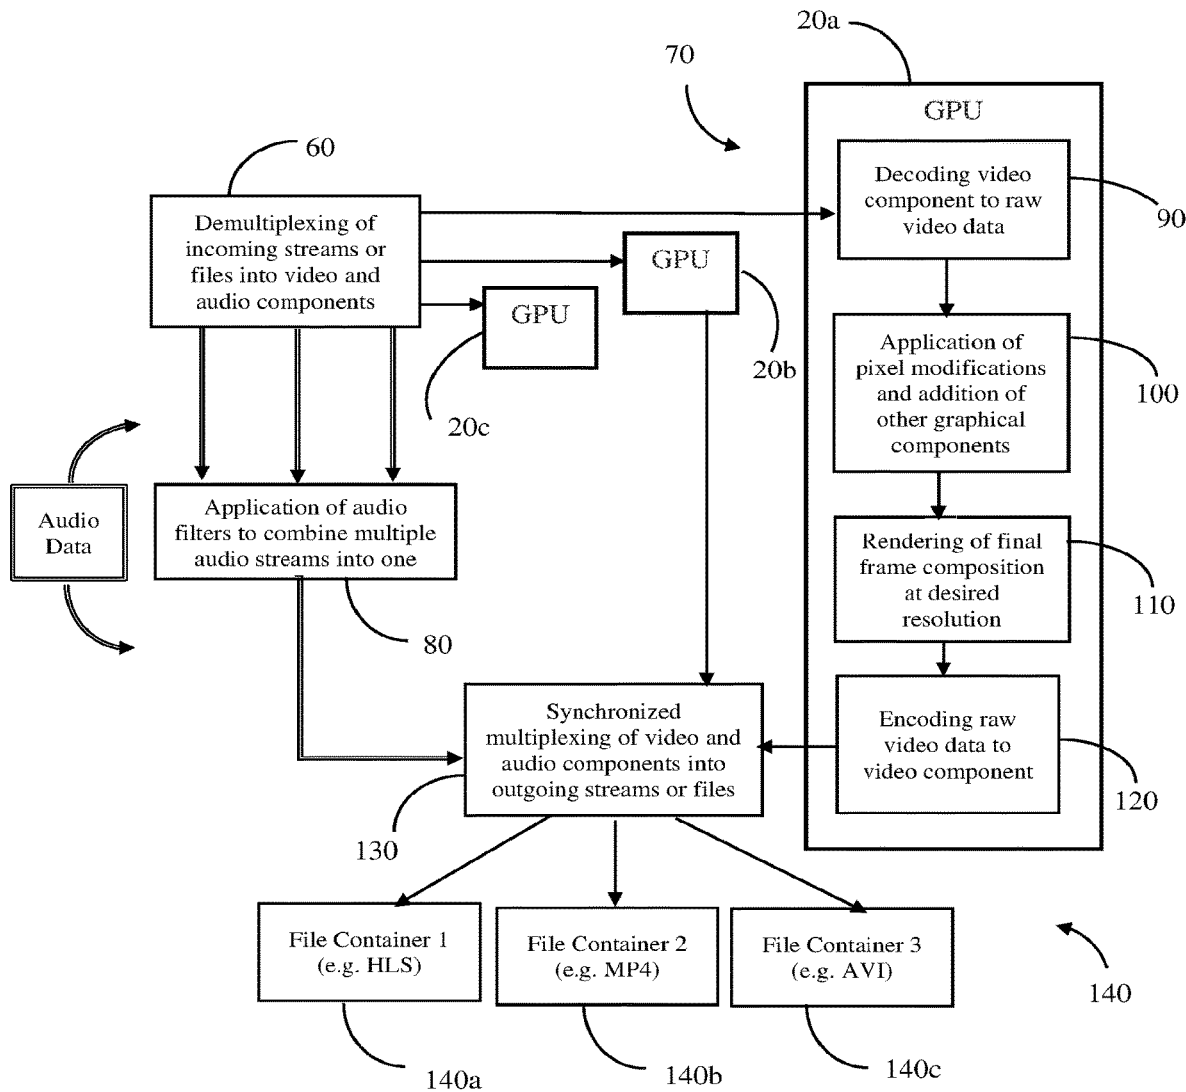 20a
70
GPU
60
Decoding video
component to raw
video data
90
Demultiplexing of
incoming streams or
files into video and
audio components
GPU
GPU
20b
20c
Application of
pixel modifications
and addition of
other graphical
components
100
Audio
Data
Application of audio
filters to combine multiple
audio streams into one
80
Rendering of final
frame composition
at desired
resolution
110
Synchronized
multiplexing of video and
audio components into
outgoing streams or files
130
Encoding raw
video data to
video component
120
File Container 1
(e.g. HLS)
File Container 2
(e.g. MP4)
File Container 3
(e.g. AVI)
140
140a
140b
140c